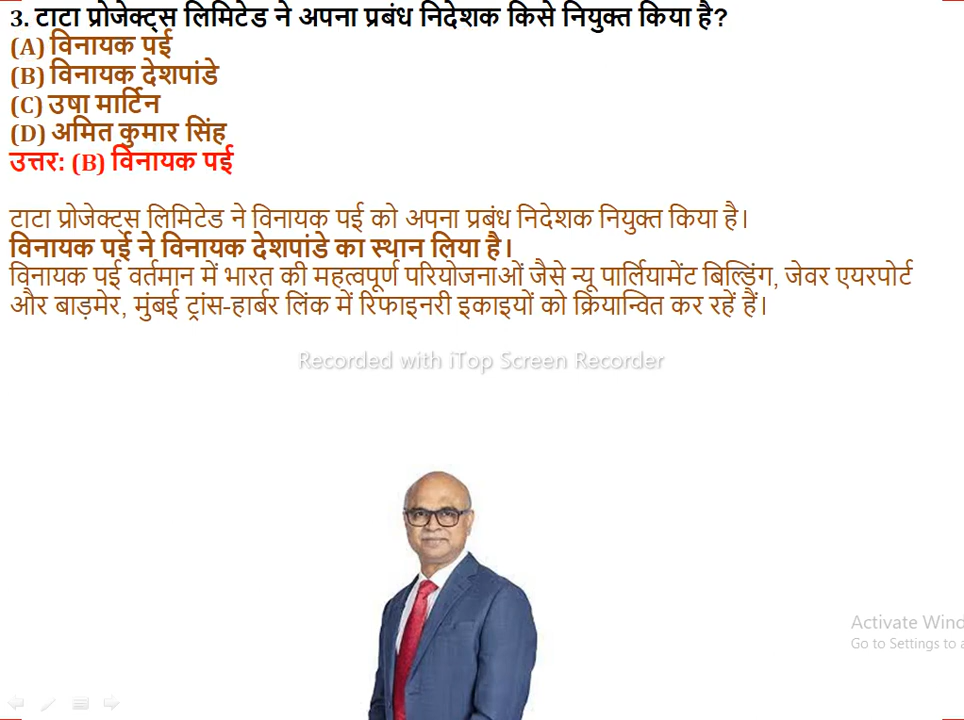 3. टाटा प्रोजेक्ट्स लिमिटेड ने अपना प्रबंध निदेशक किसे नियुक्त किया है?
(A) विनायक पई
(B) विनायक देशपांडे
(C) उषा मार्टिन
(D) अमित कुमार सिंह
उत्तर: (B) विनायक पई
टाटा प्रोजेक्ट्स लिमिटेड ने विनायक पई को अपना प्रबंध निदेशक नियुक्त किया है।
विनायक पई ने विनायक देशपांडे का स्थान लिया है।
विनायक पई वर्तमान में भारत की महत्वपूर्ण परियोजनाओं जैसे न्यू पार्लियामेंट बिल्डिंग, जेवर एयरपोर्ट
और बाड़मेर, मुंबई ट्रांस-हार्बर लिंक में रिफाइनरी इकाइयों को क्रियान्वित कर रहें हैं।
Recorded with iTop Screen Recorder
Activate Wind
Go to Settings to a